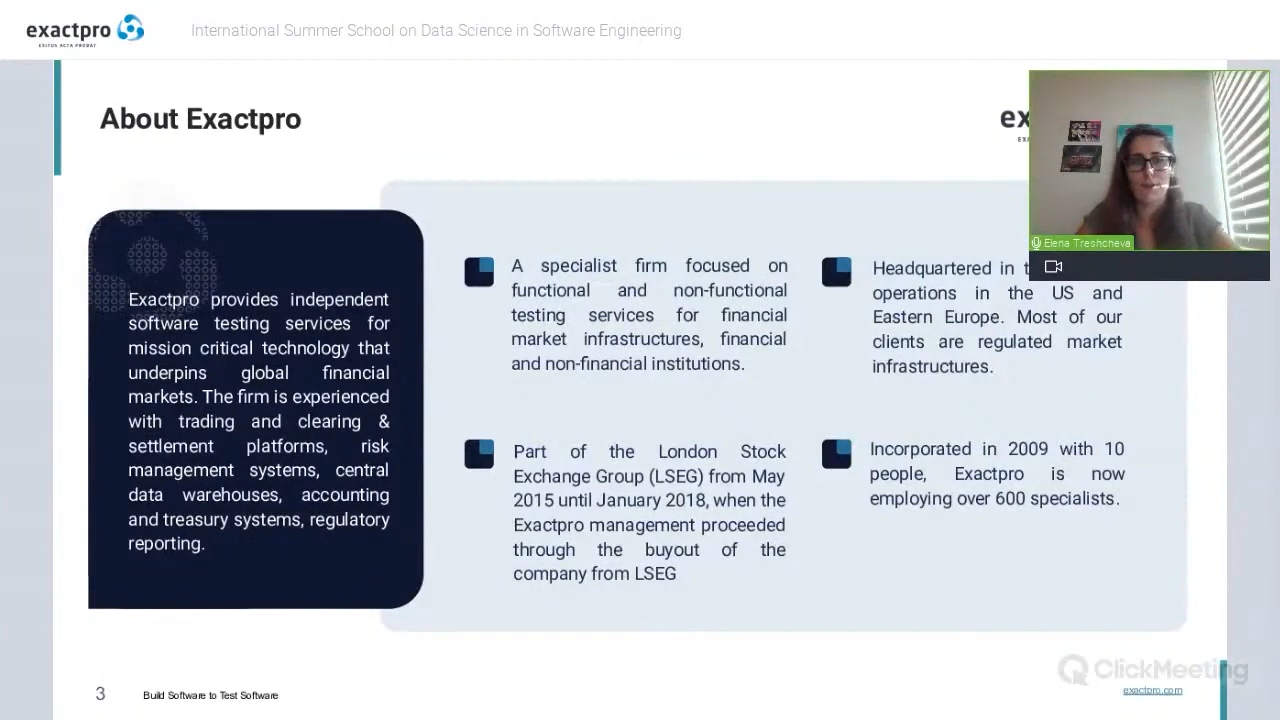 exactpro
EXITUS ACTA PROBAT
International Summer School on Data Science in Software Engineering
About Exactpro
ex
Elena Treshcheva
Exactpro provides independent
software testing services for
mission critical technology that
underpins global financial
markets. The firm is experienced
with trading and clearing &
settlement platforms, risk
management systems, central
data warehouses, accounting
and treasury systems, regulatory
reporting.
A specialist firm focused on
functional and non-functional
testing services for financial
market infrastructures, financial
and non-financial institutions.
Headquartered in
operations in the US and
Eastern Europe. Most of our
clients are regulated market
infrastructures.
Part of the London Stock
Exchange Group (LSEG) from May
2015 until January 2018, when the
Exactpro management proceeded
through the buyout of the
company from LSEG
Incorporated in 2009 with 10
people, Exactpro is now
employing over 600 specialists.
ClickMeeting
3
Build Software to Test Software
exactpro.com